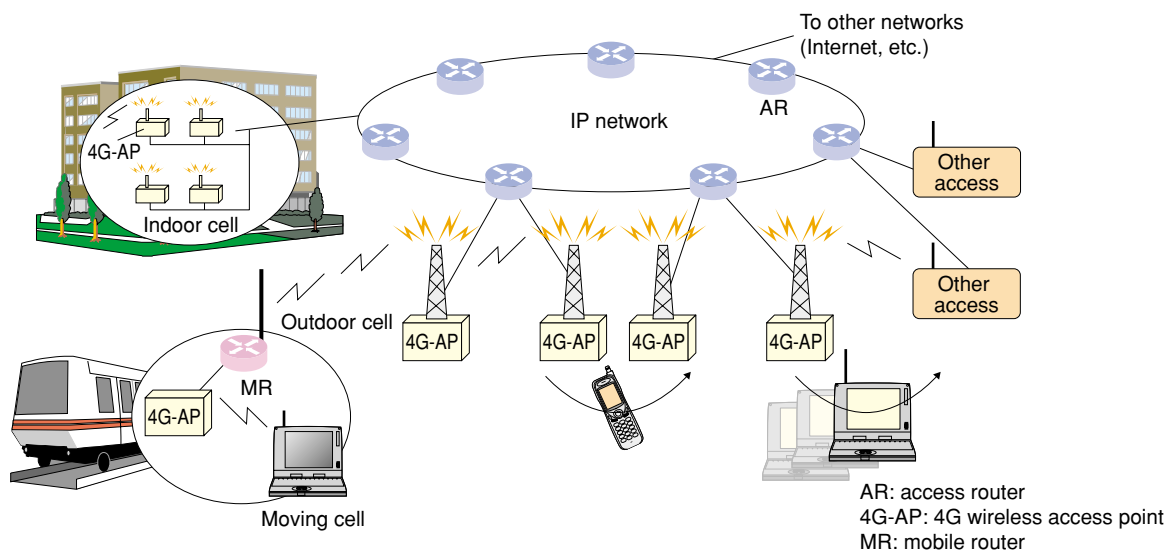 To other networks
(Internet, etc.)
AR
IP network
4G-AP
Indoor cell
Other
access
Other
access
Outdoor cell
4G-AP
4G-AP
4G-AP
4G-AP
MR
4G-AP
Moving cell
AR: access router
4G-AP: 4G wireless access point
MR: mobile router